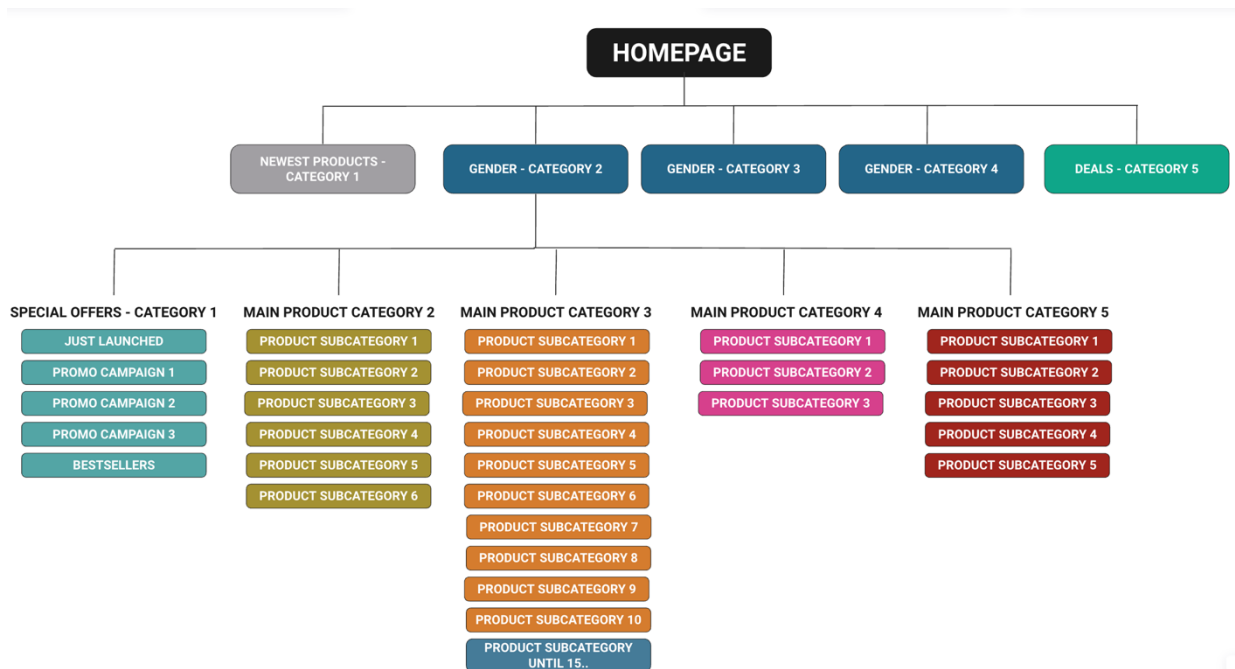 HOMEPAGE
NEWEST PRODUCTS -
CATEGORY 1
GENDER - CATEGORY 2
GENDER - CATEGORY 3
GENDER - CATEGORY 4
DEALS - CATEGORY 5
SPECIAL OFFERS - CATEGORY 1
JUST LAUNCHED
PROMO CAMPAIGN 1
PROMO CAMPAIGN 2
PROMO CAMPAIGN 3
BESTSELLERS
MAIN PRODUCT CATEGORY 2
PRODUCT SUBCATEGORY 1
PRODUCT SUBCATEGORY 2
PRODUCT SUBCATEGORY 3
PRODUCT SUBCATEGORY 4
PRODUCT SUBCATEGORY 5
PRODUCT SUBCATEGORY 6
MAIN PRODUCT CATEGORY 3
PRODUCT SUBCATEGORY 1
PRODUCT SUBCATEGORY 2
PRODUCT SUBCATEGORY 3
PRODUCT SUBCATEGORY 4
PRODUCT SUBCATEGORY 5
PRODUCT SUBCATEGORY 6
PRODUCT SUBCATEGORY 7
PRODUCT SUBCATEGORY 8
PRODUCT SUBCATEGORY 9
PRODUCT SUBCATEGORY 10
PRODUCT SUBCATEGORY
UNTIL 15..
MAIN PRODUCT CATEGORY 4
PRODUCT SUBCATEGORY 1
PRODUCT SUBCATEGORY 2
PRODUCT SUBCATEGORY 3
MAIN PRODUCT CATEGORY 5
PRODUCT SUBCATEGORY 1
PRODUCT SUBCATEGORY 2
PRODUCT SUBCATEGORY 3
PRODUCT SUBCATEGORY 4
PRODUCT SUBCATEGORY 5